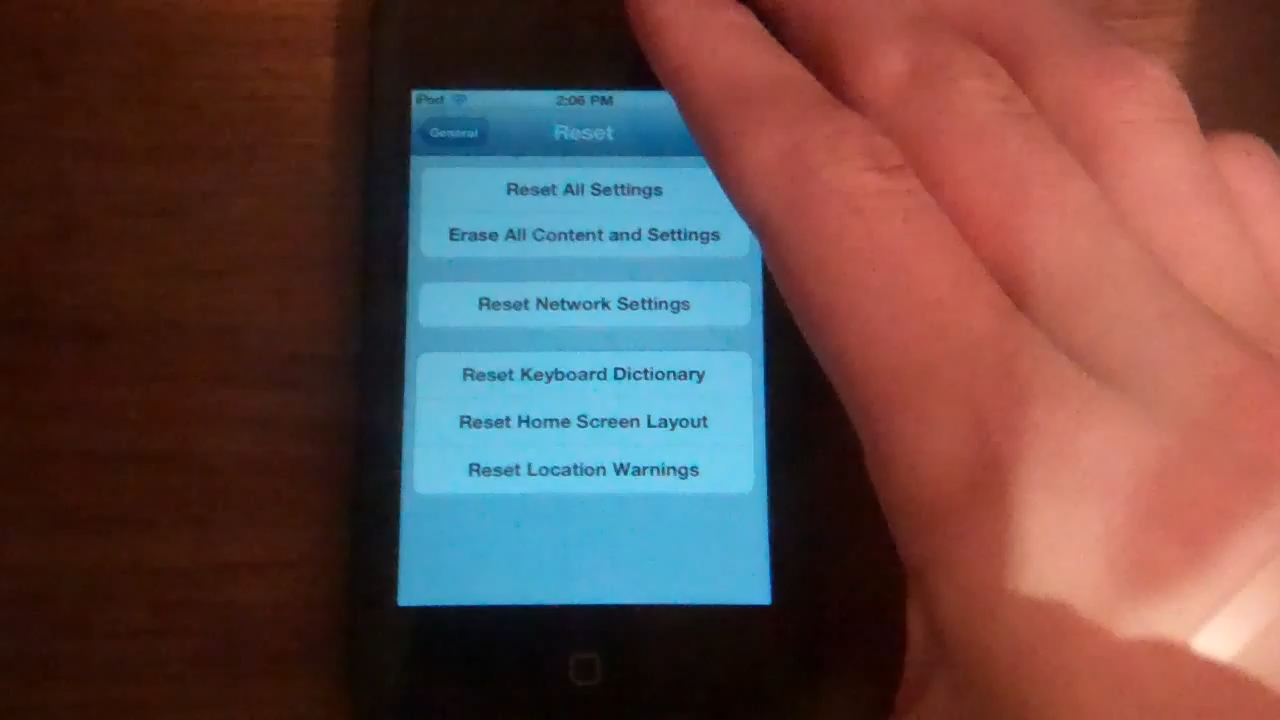 iPod 2:06 PM
General Reset
Reset All Settings
Erase All Content and Settings
Reset Network Settings
Reset Keyboard Dictionary
Reset Home Screen Layout
Reset Location Warnings